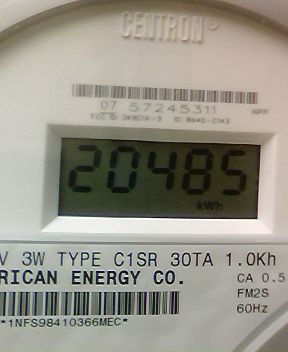 CENTRON®
07 57245311
20485
kWh
V 3W TYPE C1SR 30TA 1.0Kh
RICAN ENERGY CO.
CA 0.5
FM2S
60Hz
*1NFS98410366MEC*